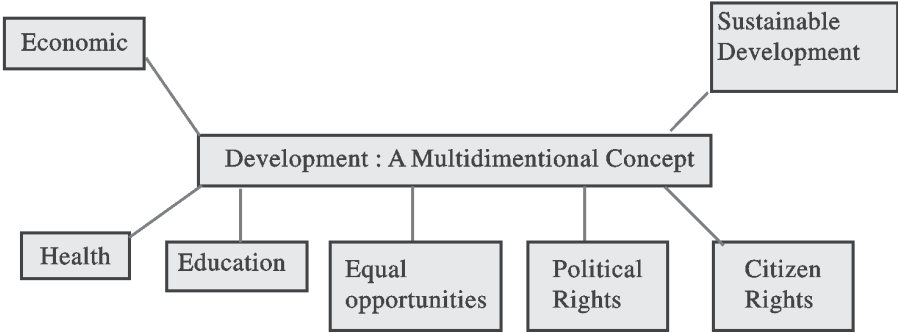 Economic
Sustainable
Development
Development : A Multidimentional Concept
Health
Education
Equal
opportunities
Political
Rights
Citizen
Rights